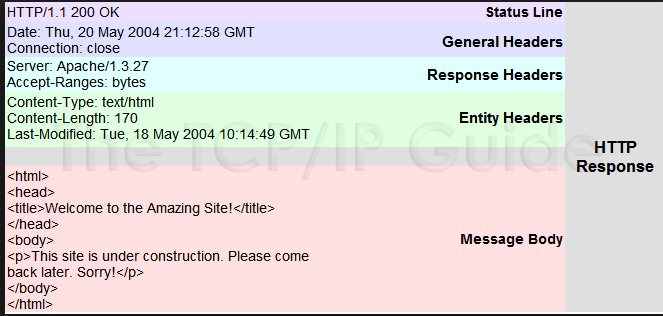 HTTP/1.1 200 OK Status Line
Date: Thu, 20 May 2004 21:12:58 GMT
Connection: close
General Headers
Server: Apache/1.3.27
Accept-Ranges: bytes
Response Headers
Content-Type: text/html
Content-Length: 170
Last-Modified: Tue, 18 May 2004 10:14:49 GMT
Entity Headers
The TCP/IP Guide
<html>
<head>
<title>Welcome to the Amazing Site!</title>
</head>
<body>
<p>This site is under construction. Please come
back later. Sorry!</p>
</body>
</html>
Message Body
HTTP
Response